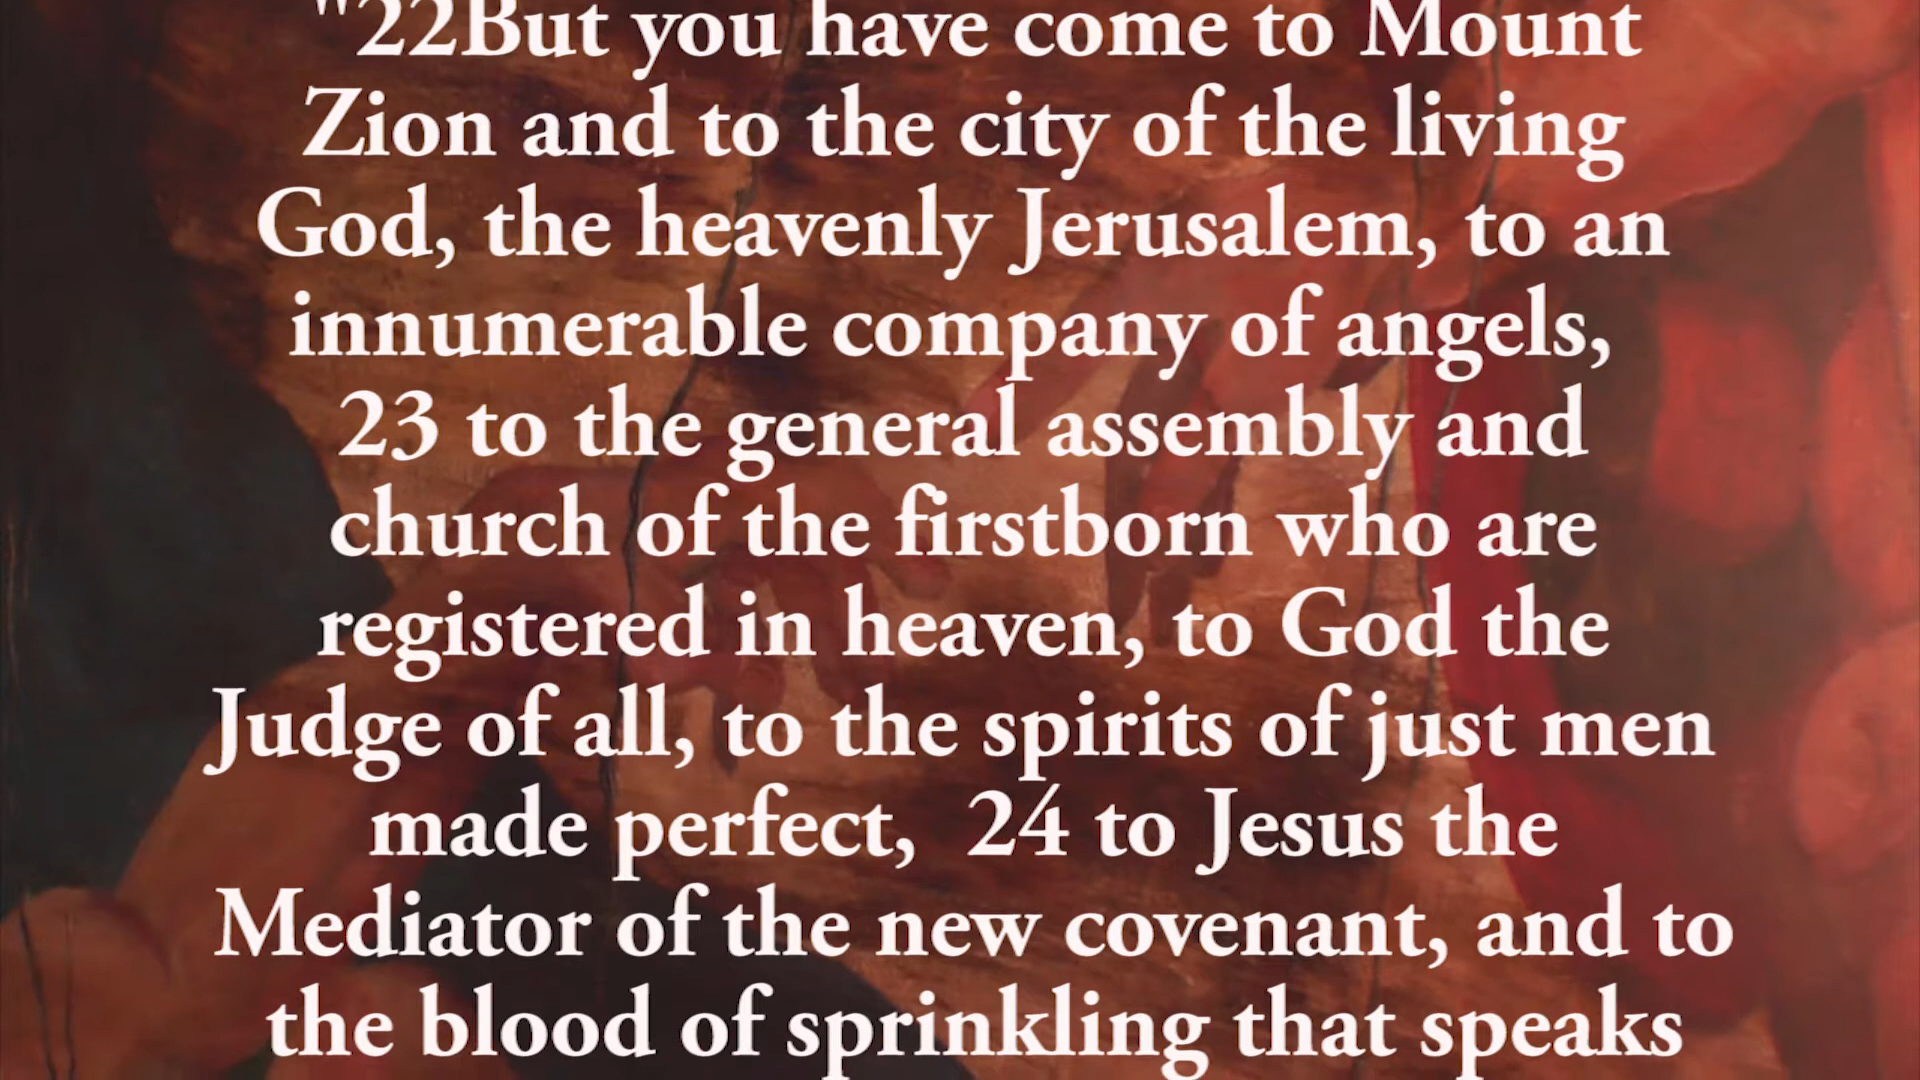 "22But you have come to Mount
Zion and to the city of the living
God, the heavenly Jerusalem, to an
innumerable company of angels,
23 to the general assembly and
church of the firstborn who are
registered in heaven, to God the
Judge of all, to the spirits of just men
made perfect,  24 to Jesus the
Mediator of the new covenant, and to
the blood of sprinkling that speaks